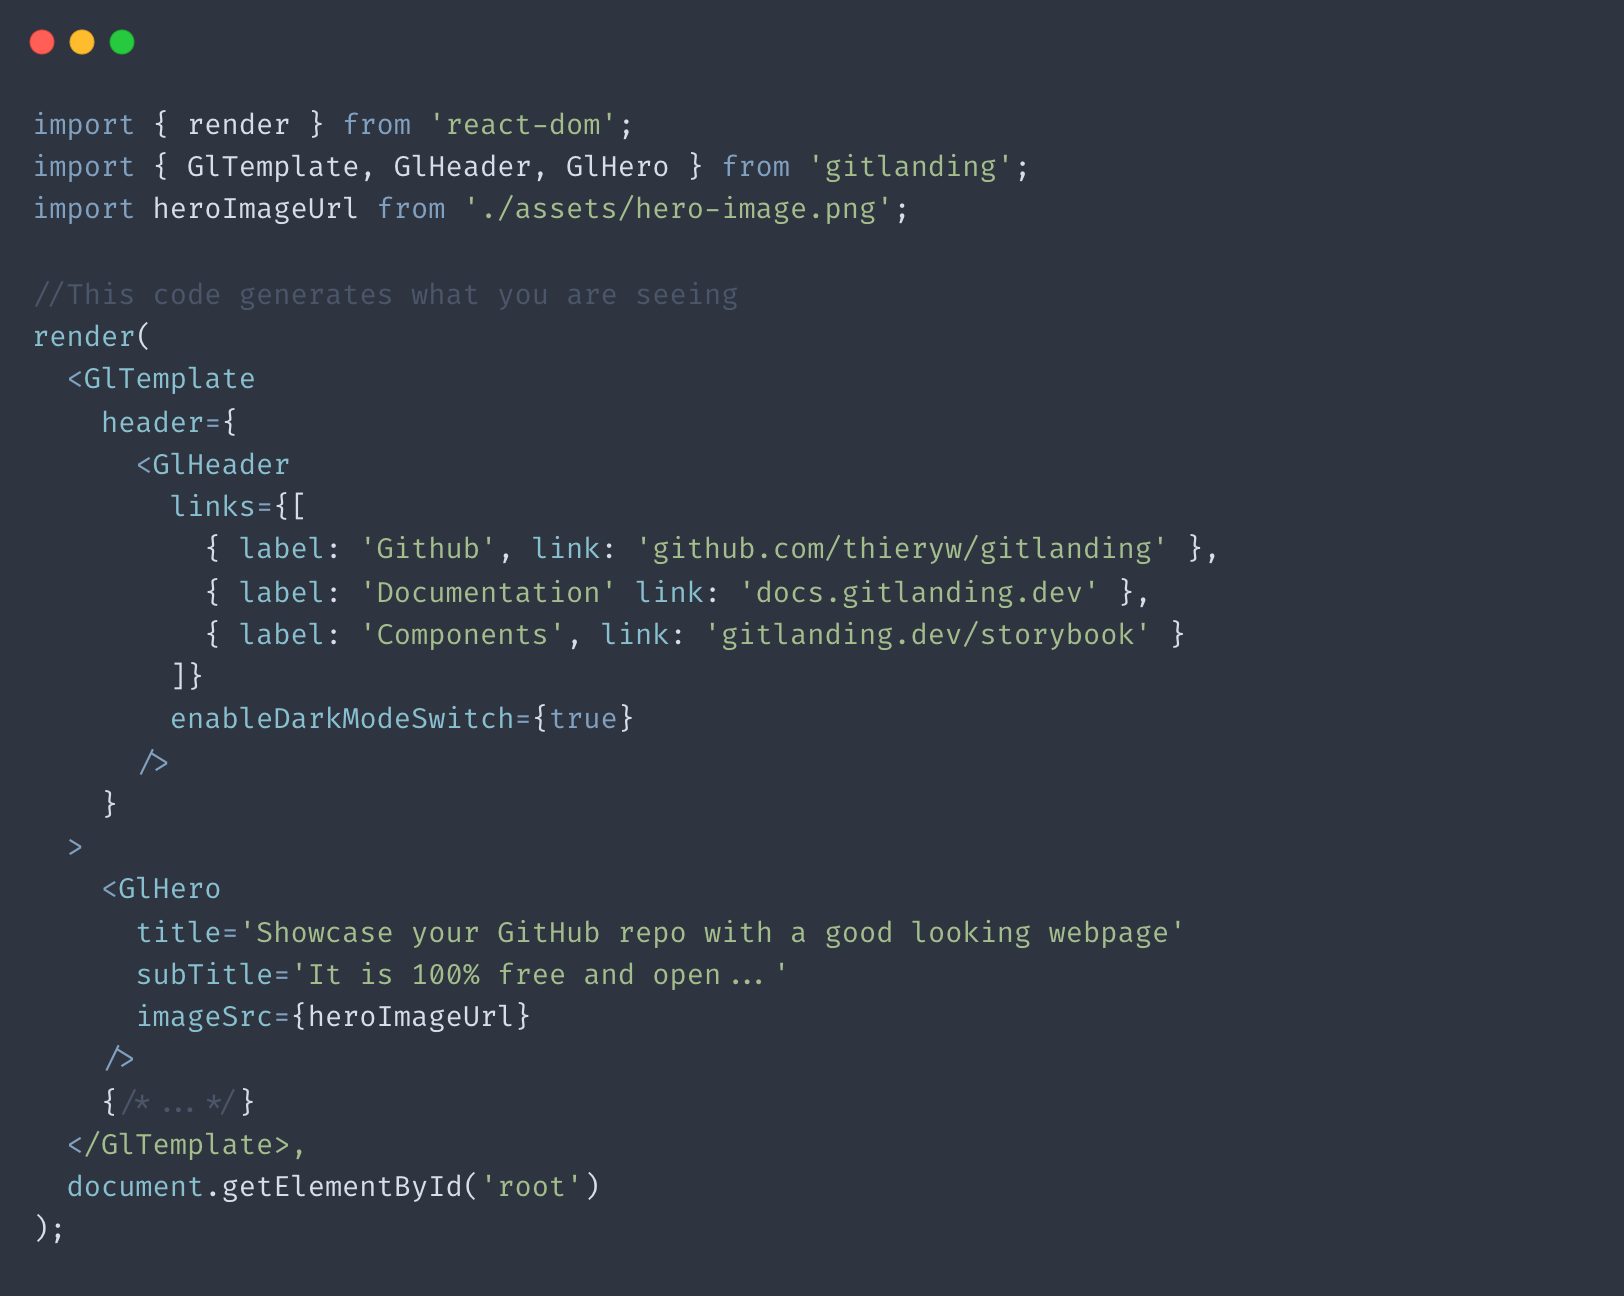 import { render } from 'react-dom';
import { GlTemplate, GlHeader, GlHero } from 'gitlanding';
import heroImageUrl from './assets/hero-image.png';

//This code generates what you are seeing
render(
  <GlTemplate
    header={
      <GlHeader
        links={[
          { label: 'Github', link: 'github.com/thieryw/gitlanding' },
          { label: 'Documentation' link: 'docs.gitlanding.dev' },
          { label: 'Components', link: 'gitlanding.dev/storybook' }
        ]}
        enableDarkModeSwitch={true}
      />
    }
  >
    <GlHero
      title='Showcase your GitHub repo with a good looking webpage'
      subTitle='It is 100% free and open...'
      imageSrc={heroImageUrl}
    />
    {/* ... */}
  </GlTemplate>,
  document.getElementById('root')
);